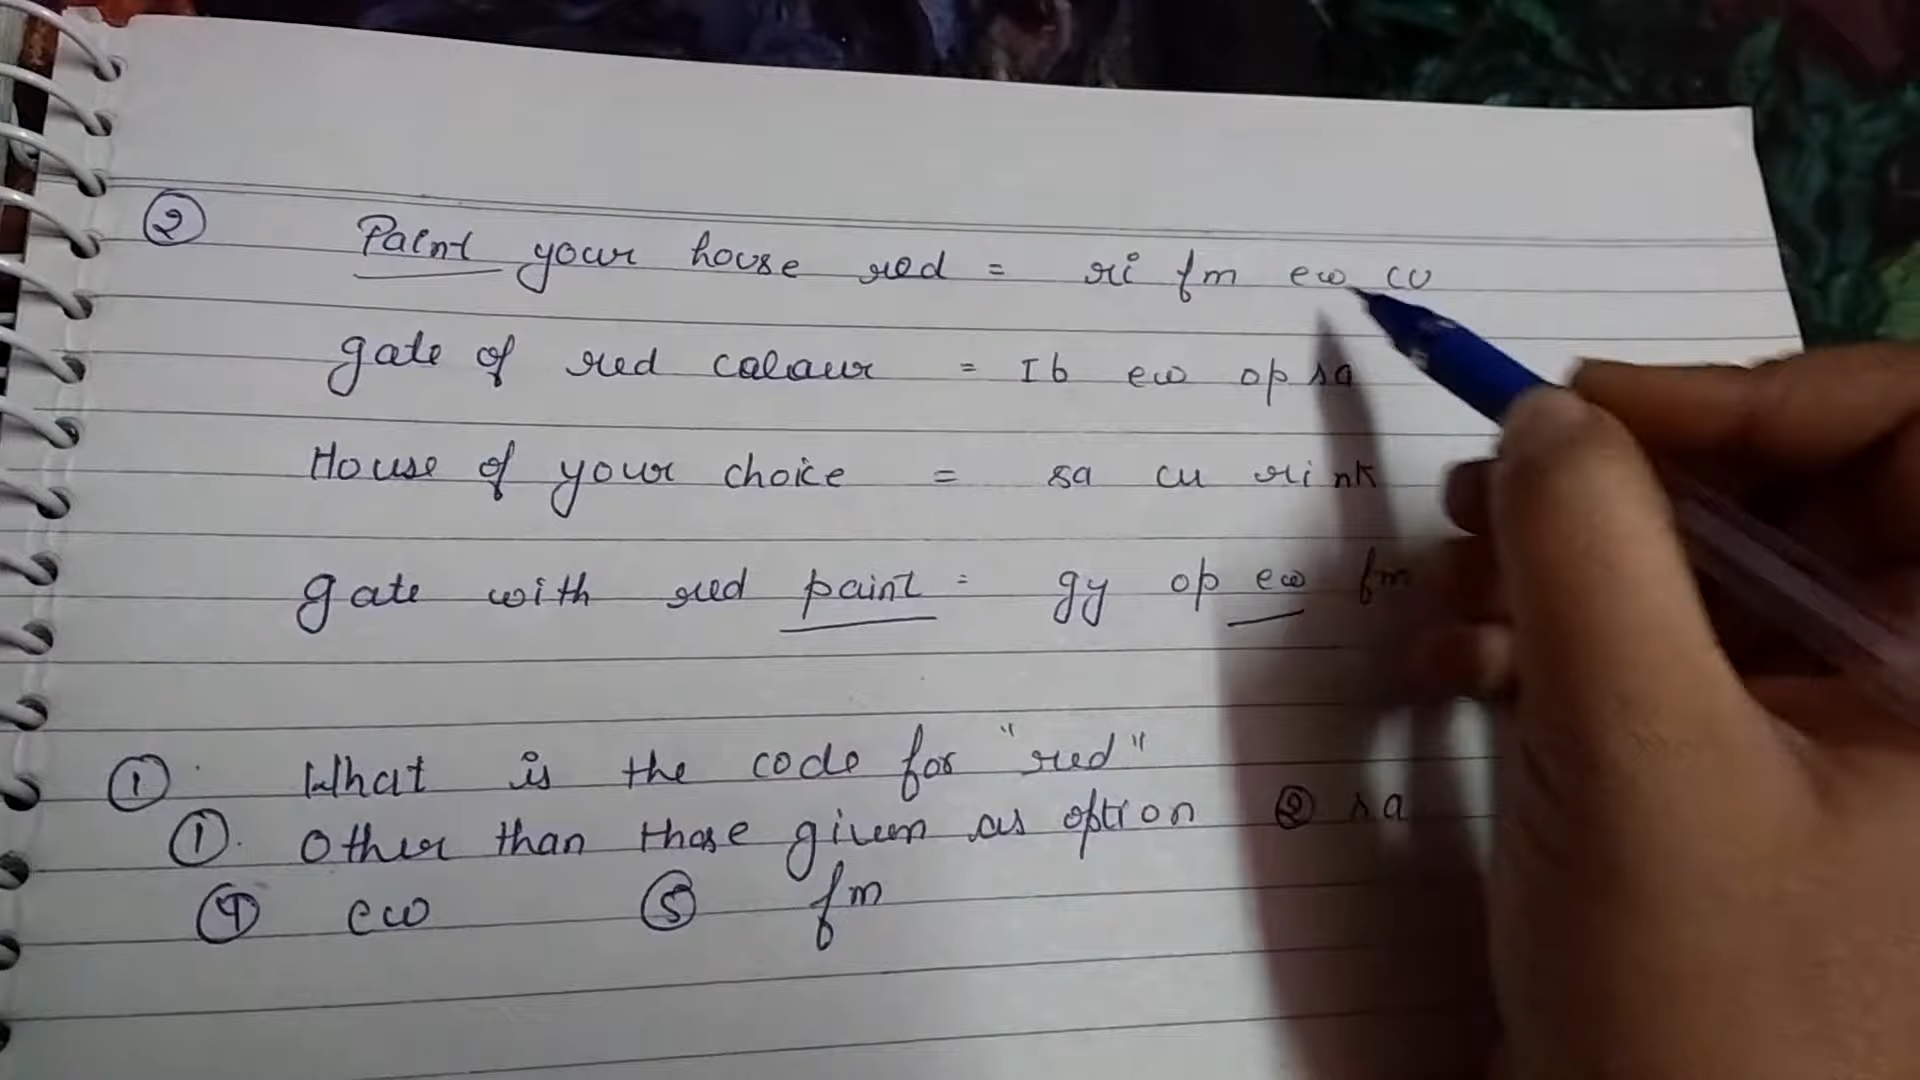 ② Paint your house red = ri fm ew cu
gate of red colour = Ib ew op sa
House of your choice = sa cu ri nk
gate with red paint = gy op ew fm
① What is the code for "red"
① Other than those given as option ② sa
④ ew ⑤ fm